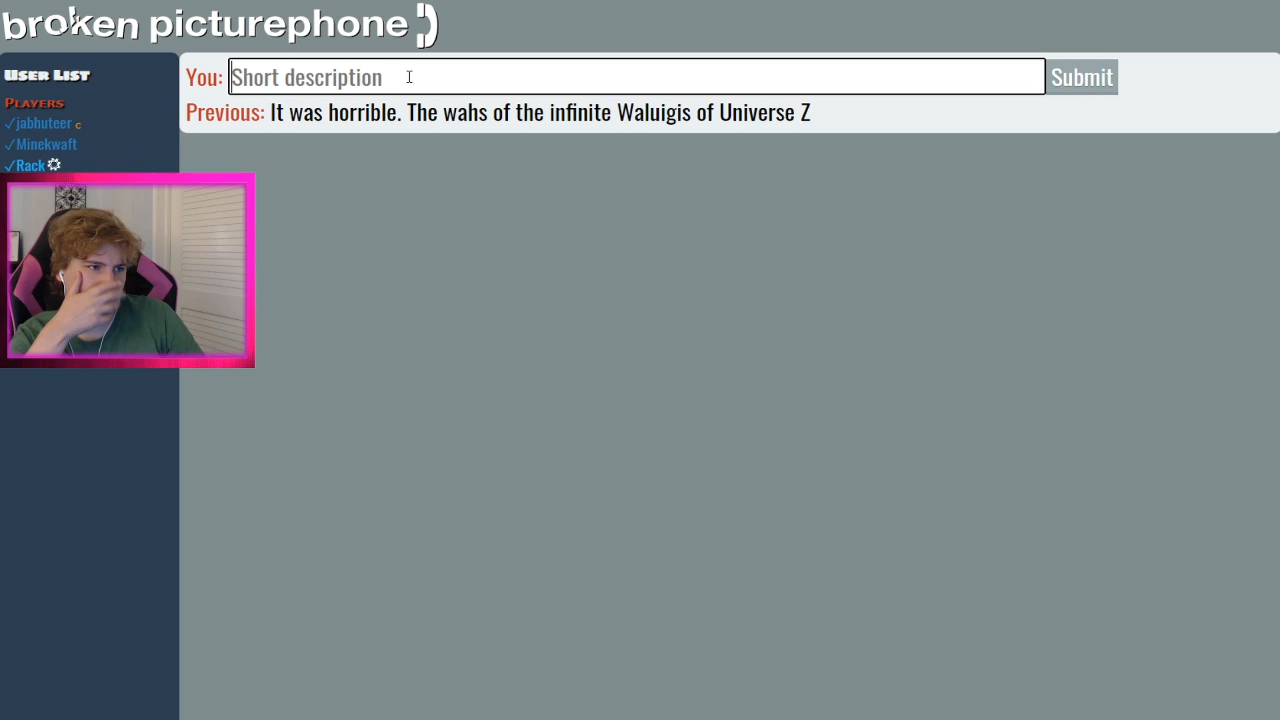 broken picturephone
User List
Players
✓jabhuteer c
✓Minekwaft
✓Rack
You: Short description Submit
Previous: It was horrible. The wahs of the infinite Waluigis of Universe Z